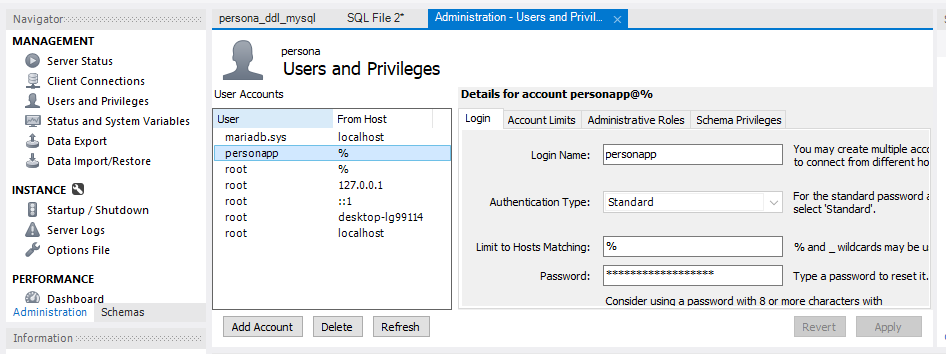 Navigator
MANAGEMENT
Server Status
Client Connections
Users and Privileges
Status and System Variables
Data Export
Data Import/Restore
INSTANCE
Startup / Shutdown
Server Logs
Options File
PERFORMANCE
Dashboard
Administration Schemas
Information
persona_ddl_mysql SQL File 2* Administration - Users and Privil... ×
persona
Users and Privileges
User Accounts
User From Host
mariadb.sys localhost
personapp %
root %
root 127.0.0.1
root ::1
root desktop-lg99114
root localhost
Add Account Delete Refresh
Details for account personapp@%
Login Account Limits Administrative Roles Schema Privileges
Login Name: personapp You may create multiple acco
to connect from different ho
Authentication Type: Standard For the standard password a
select 'Standard'.
Limit to Hosts Matching: % % and _ wildcards may be u
Password: ****************** Type a password to reset it.
Consider using a password with 8 or more characters with
Revert Apply